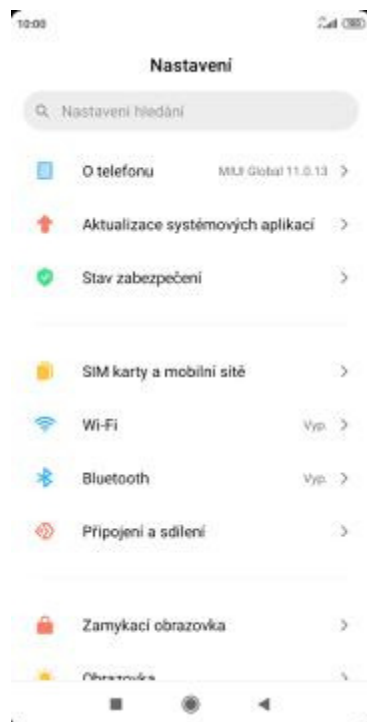 10:00
Nastavení
Nastavení hledání
O telefonu MIUI Global 11.0.13
Aktualizace systémových aplikací
Stav zabezpečení
SIM karty a mobilní sítě
Wi-Fi Vyp.
Bluetooth Vyp.
Připojení a sdílení
Zamykací obrazovka
Obrazovka